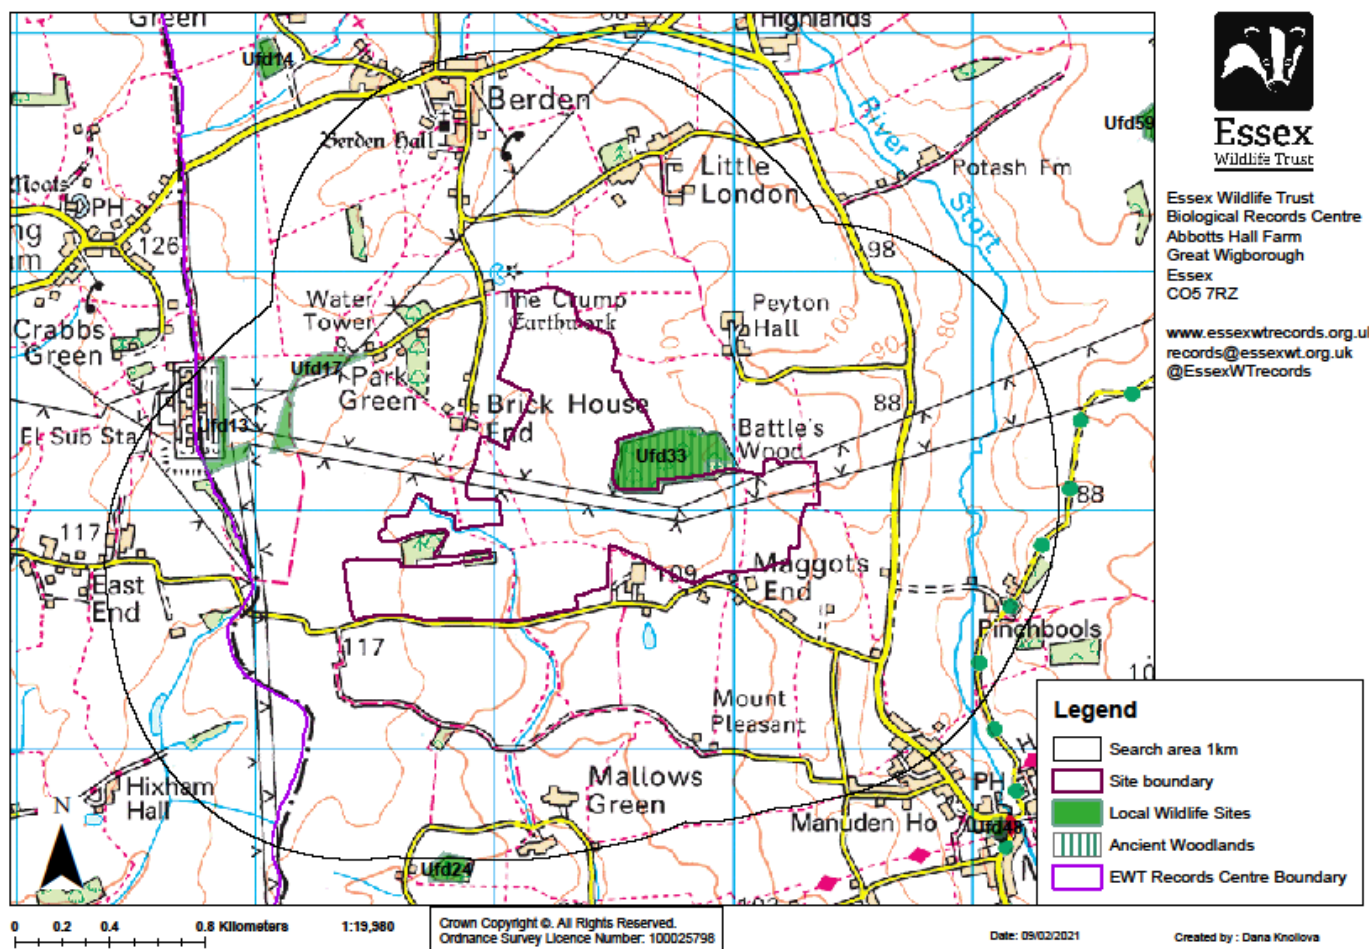 Green
Highlands
Ufd14
Berden
Berden Hall
River
Stort
Ufd59
Potash Fm
Little
London
Moats
PH
126
98
Water
Tower
The Crump
Earthwork
Peyton
Hall
100
90
80
Crabbs
Green
Ufd17
Park
Green
Brick House
End
88
El Sub Sta
Ufd13
Ufd33
Battle's
Wood
88
117
East
End
109
Maggots
End
Pinchbools
117
Mount
Pleasant
Hixham
Hall
Mallows
Green
PH
Manuden Ho
Ufd48
Ufd24
N
Essex
Wildlife Trust
Essex Wildlife Trust
Biological Records Centre
Abbotts Hall Farm
Great Wigborough
Essex
CO5 7RZ
www.essexwtrecords.org.uk
records@essexwt.org.uk
@EssexWTrecords
Legend
Search area 1km
Site boundary
Local Wildlife Sites
Ancient Woodlands
EWT Records Centre Boundary
0 0.2 0.4 0.8 Kilometers
1:19,980
Crown Copyright ©. All Rights Reserved.
Ordnance Survey Licence Number: 100025798
Date: 09/02/2021
Created by : Dana Knollova